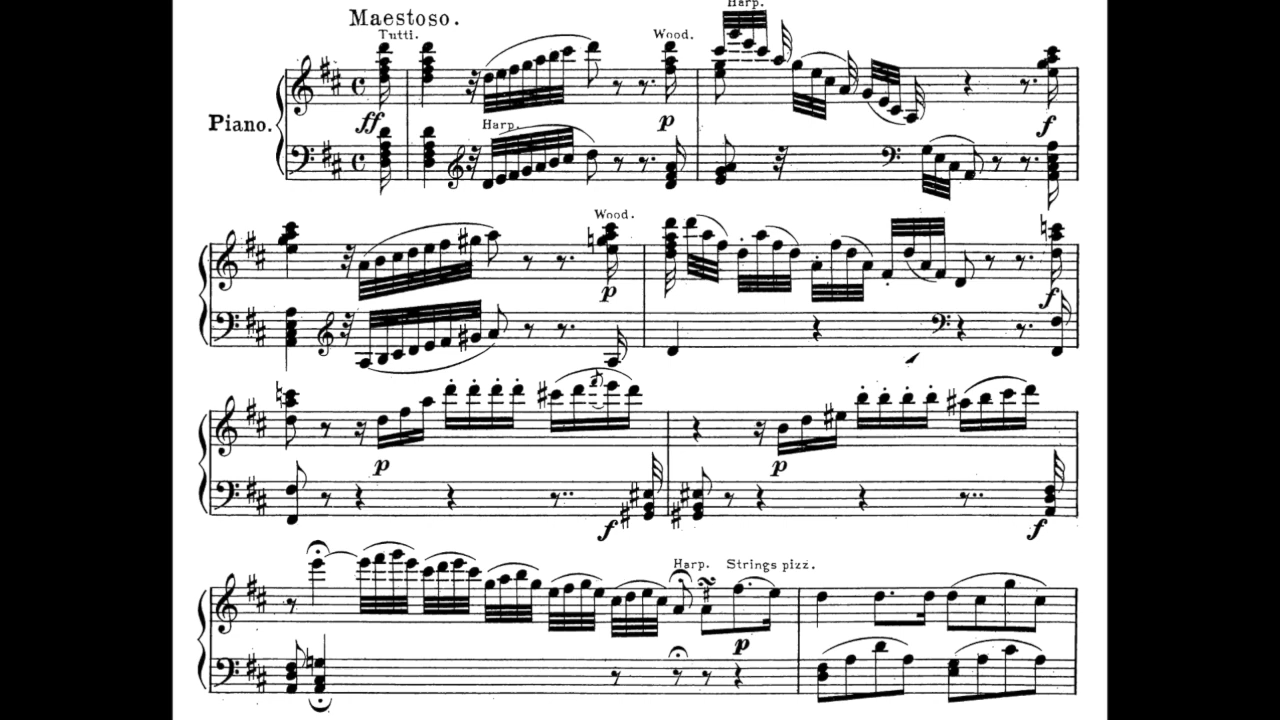 Maestoso.
Tutti.
Wood.
Harp.
Piano.
ff
Harp.
p
f
Wood.
p
f
p
f
p
f
Harp. Strings pizz.
p